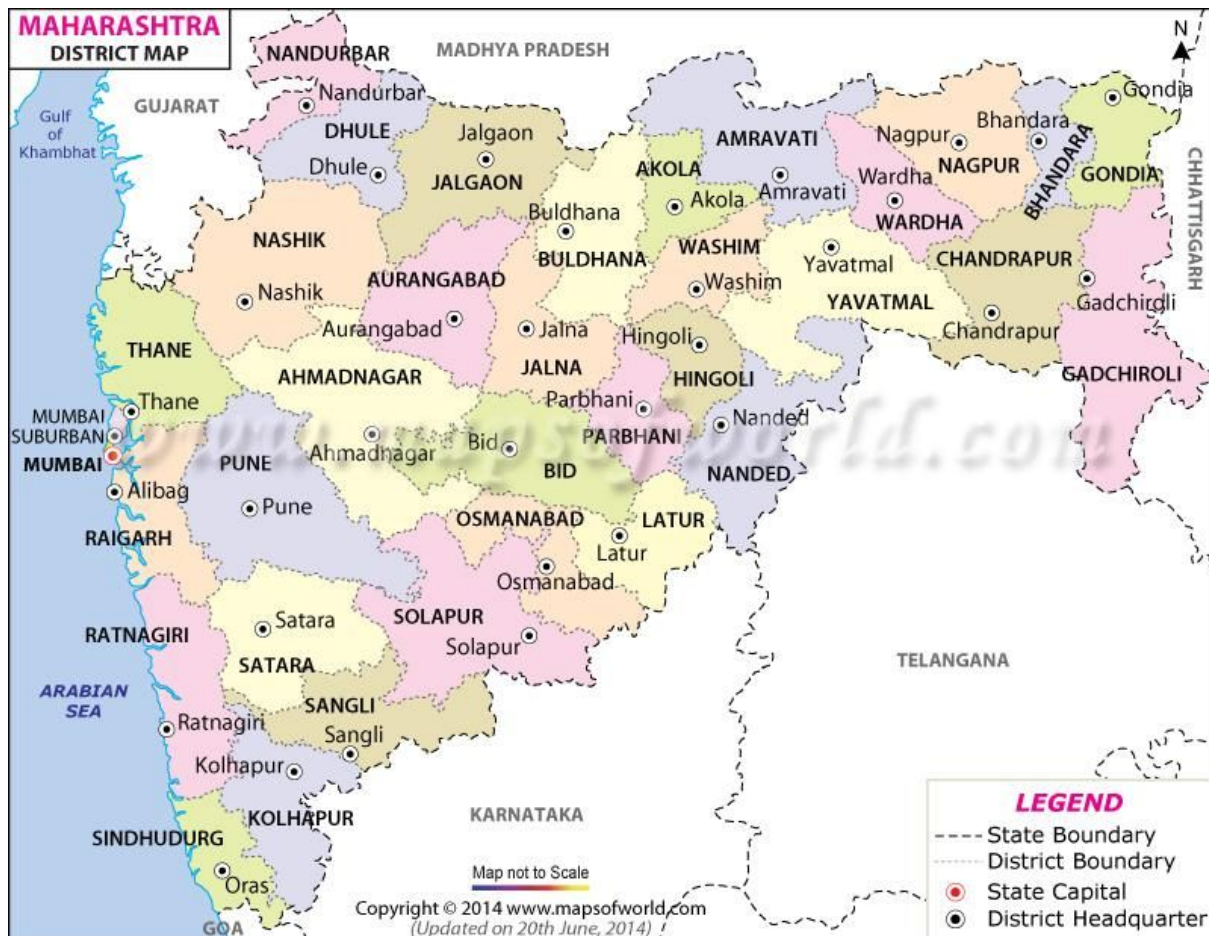 MAHARASHTRA
DISTRICT MAP
MADHYA PRADESH
N
NANDURBAR
Nandurbar
GUJARAT
Gulf
of
Khambhat
DHULE
Dhule
Jalgaon
JALGAON
AMRAVATI
Amravati
AKOLA
Akola
Nagpur
NAGPUR
Bhandara
BHANDARA
Gondia
GONDIA
CHHATTISGARH
Wardha
WARDHA
Buldhana
BULDHANA
NASHIK
Nashik
AURANGABAD
Aurangabad
WASHIM
Washim
Yavatmal
YAVATMAL
CHANDRAPUR
Chandrapur
Gadchirdli
GADCHIROLI
THANE
Thane
Jalna
JALNA
Hingoli
HINGOLI
AHMADNAGAR
Ahmadnagar
MUMBAI
SUBURBAN
MUMBAI
Parbhani
PARBHANI
Nanded
NANDED
www.mapsofworld.com
PUNE
Pune
Bid
BID
Alibag
RAIGARH
OSMANABAD
Osmanabad
LATUR
Latur
RATNAGIRI
Ratnagiri
Satara
SATARA
SOLAPUR
Solapur
TELANGANA
ARABIAN
SEA
SANGLI
Sangli
Kolhapur
KOLHAPUR
SINDHUDURG
Oras
GOA
KARNATAKA
Map not to Scale
Copyright © 2014 www.mapsofworld.com
(Updated on 20th June, 2014)
LEGEND
State Boundary
District Boundary
State Capital
District Headquarter